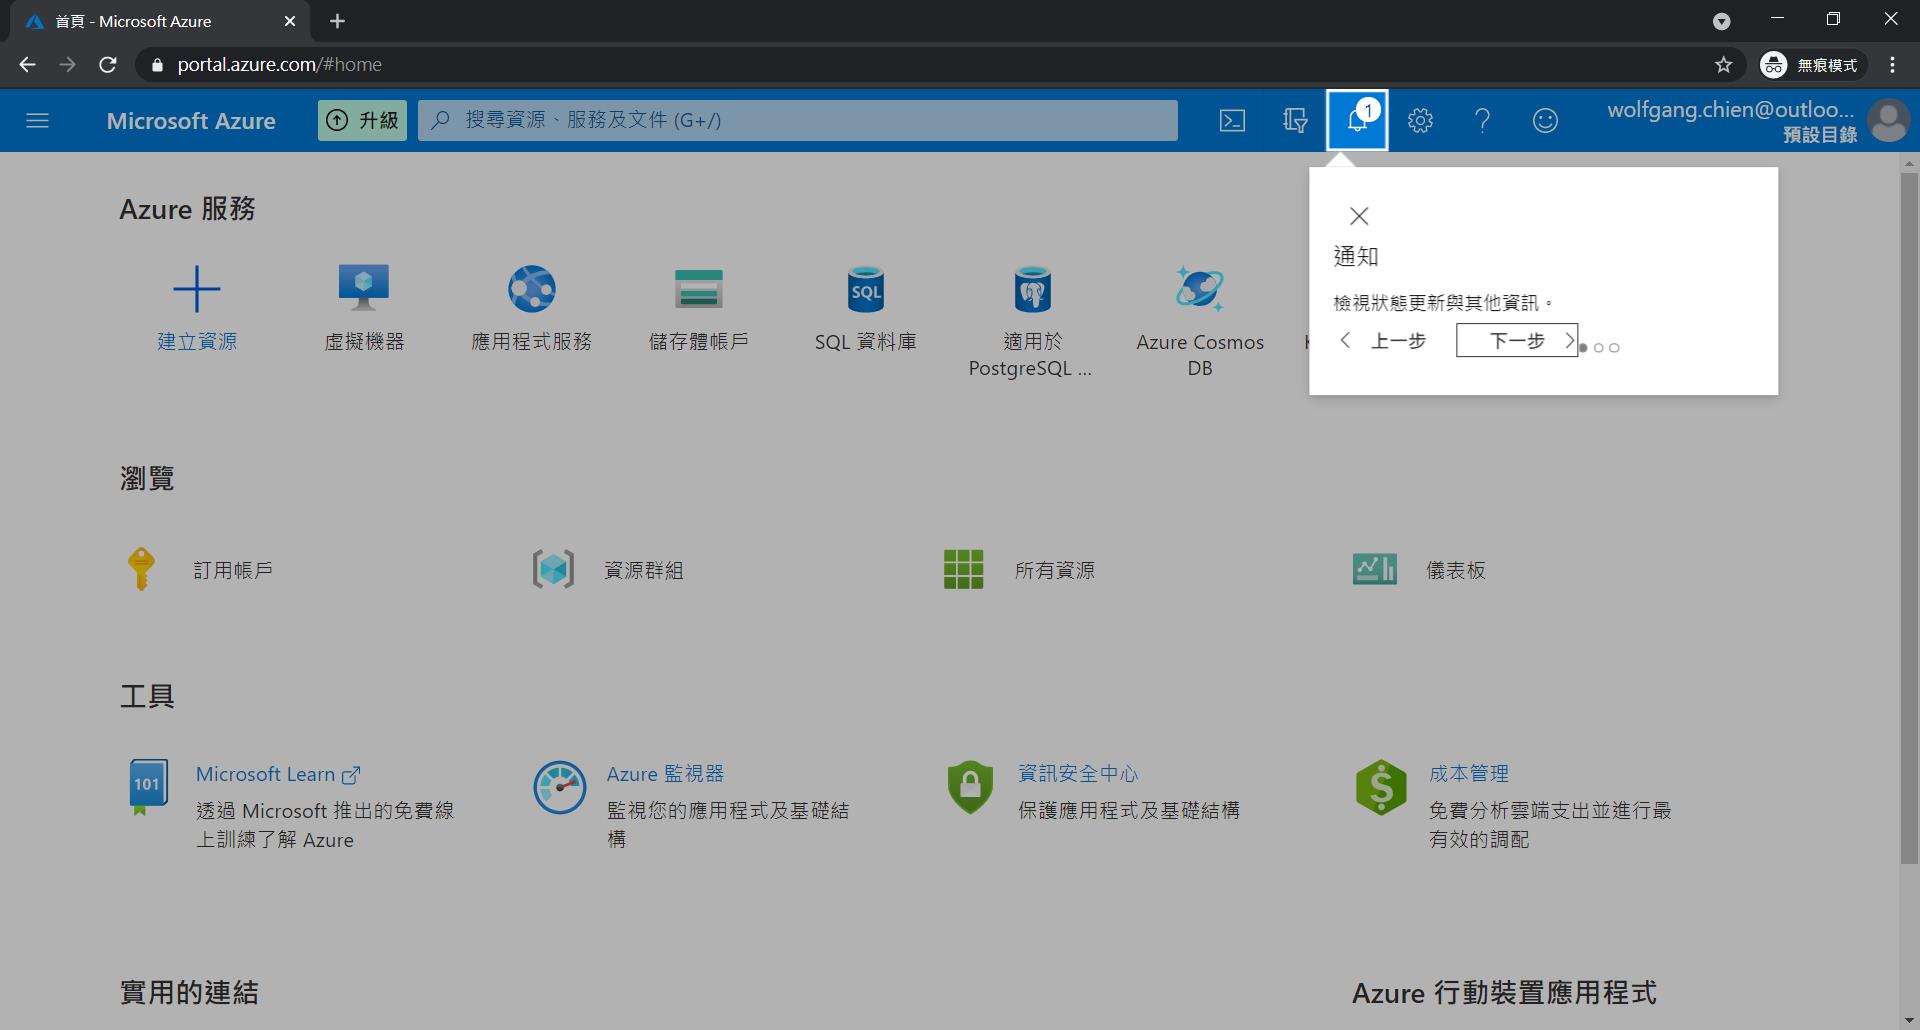 首頁 - Microsoft Azure
portal.azure.com/#home
無痕模式
Microsoft Azure
升級
搜尋資源、服務及文件 (G+/)
1
wolfgang.chien@outloo...
預設目錄
Azure 服務
建立資源
虛擬機器
應用程式服務
儲存體帳戶
SQL
SQL 資料庫
適用於
PostgreSQL ...
Azure Cosmos
DB
通知
檢視狀態更新與其他資訊。
上一步
下一步
瀏覽
訂用帳戶
資源群組
所有資源
儀表板
工具
101
Microsoft Learn
透過 Microsoft 推出的免費線
上訓練了解 Azure
Azure 監視器
監視您的應用程式及基礎結
構
資訊安全中心
保護應用程式及基礎結構
成本管理
免費分析雲端支出並進行最
有效的調配
實用的連結
Azure 行動裝置應用程式